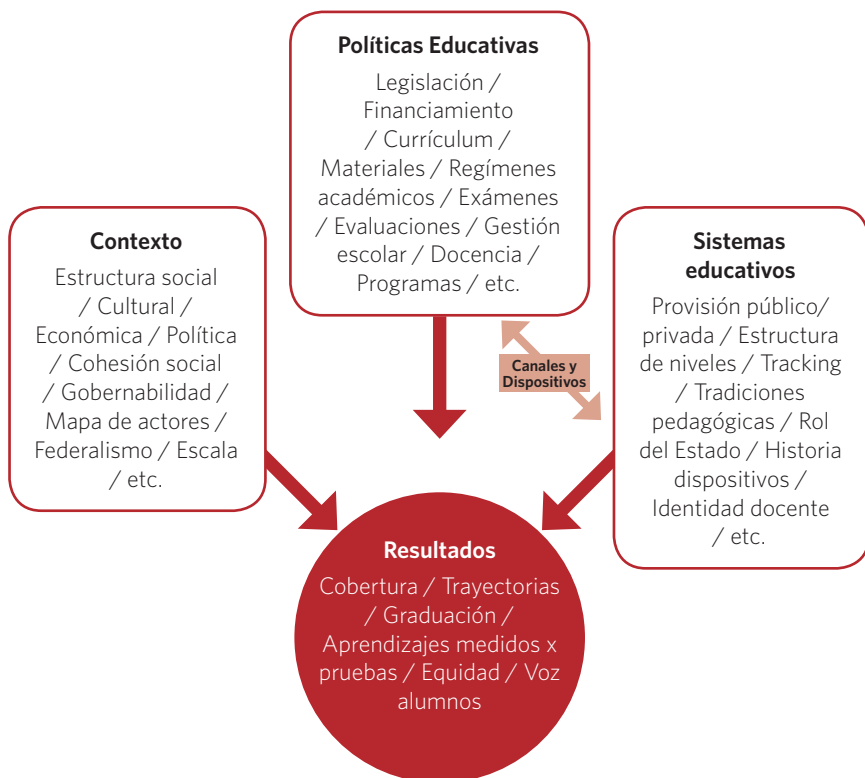 Políticas Educativas
Legislación /
Financiamiento
/ Currículum /
Materiales / Regímenes
académicos / Exámenes
/ Evaluaciones / Gestión
escolar / Docencia /
Programas / etc.
Contexto
Estructura social
/ Cultural /
Económica / Política
/ Cohesión social
/ Gobernabilidad /
Mapa de actores /
Federalismo / Escala
/ etc.
Canales y
Dispositivos
Sistemas
educativos
Provisión público/
privada / Estructura
de niveles / Tracking
/ Tradiciones
pedagógicas / Rol
del Estado / Historia
dispositivos /
Identidad docente
/ etc.
Resultados
Cobertura / Trayectorias
/ Graduación /
Aprendizajes medidos x
pruebas / Equidad / Voz
alumnos